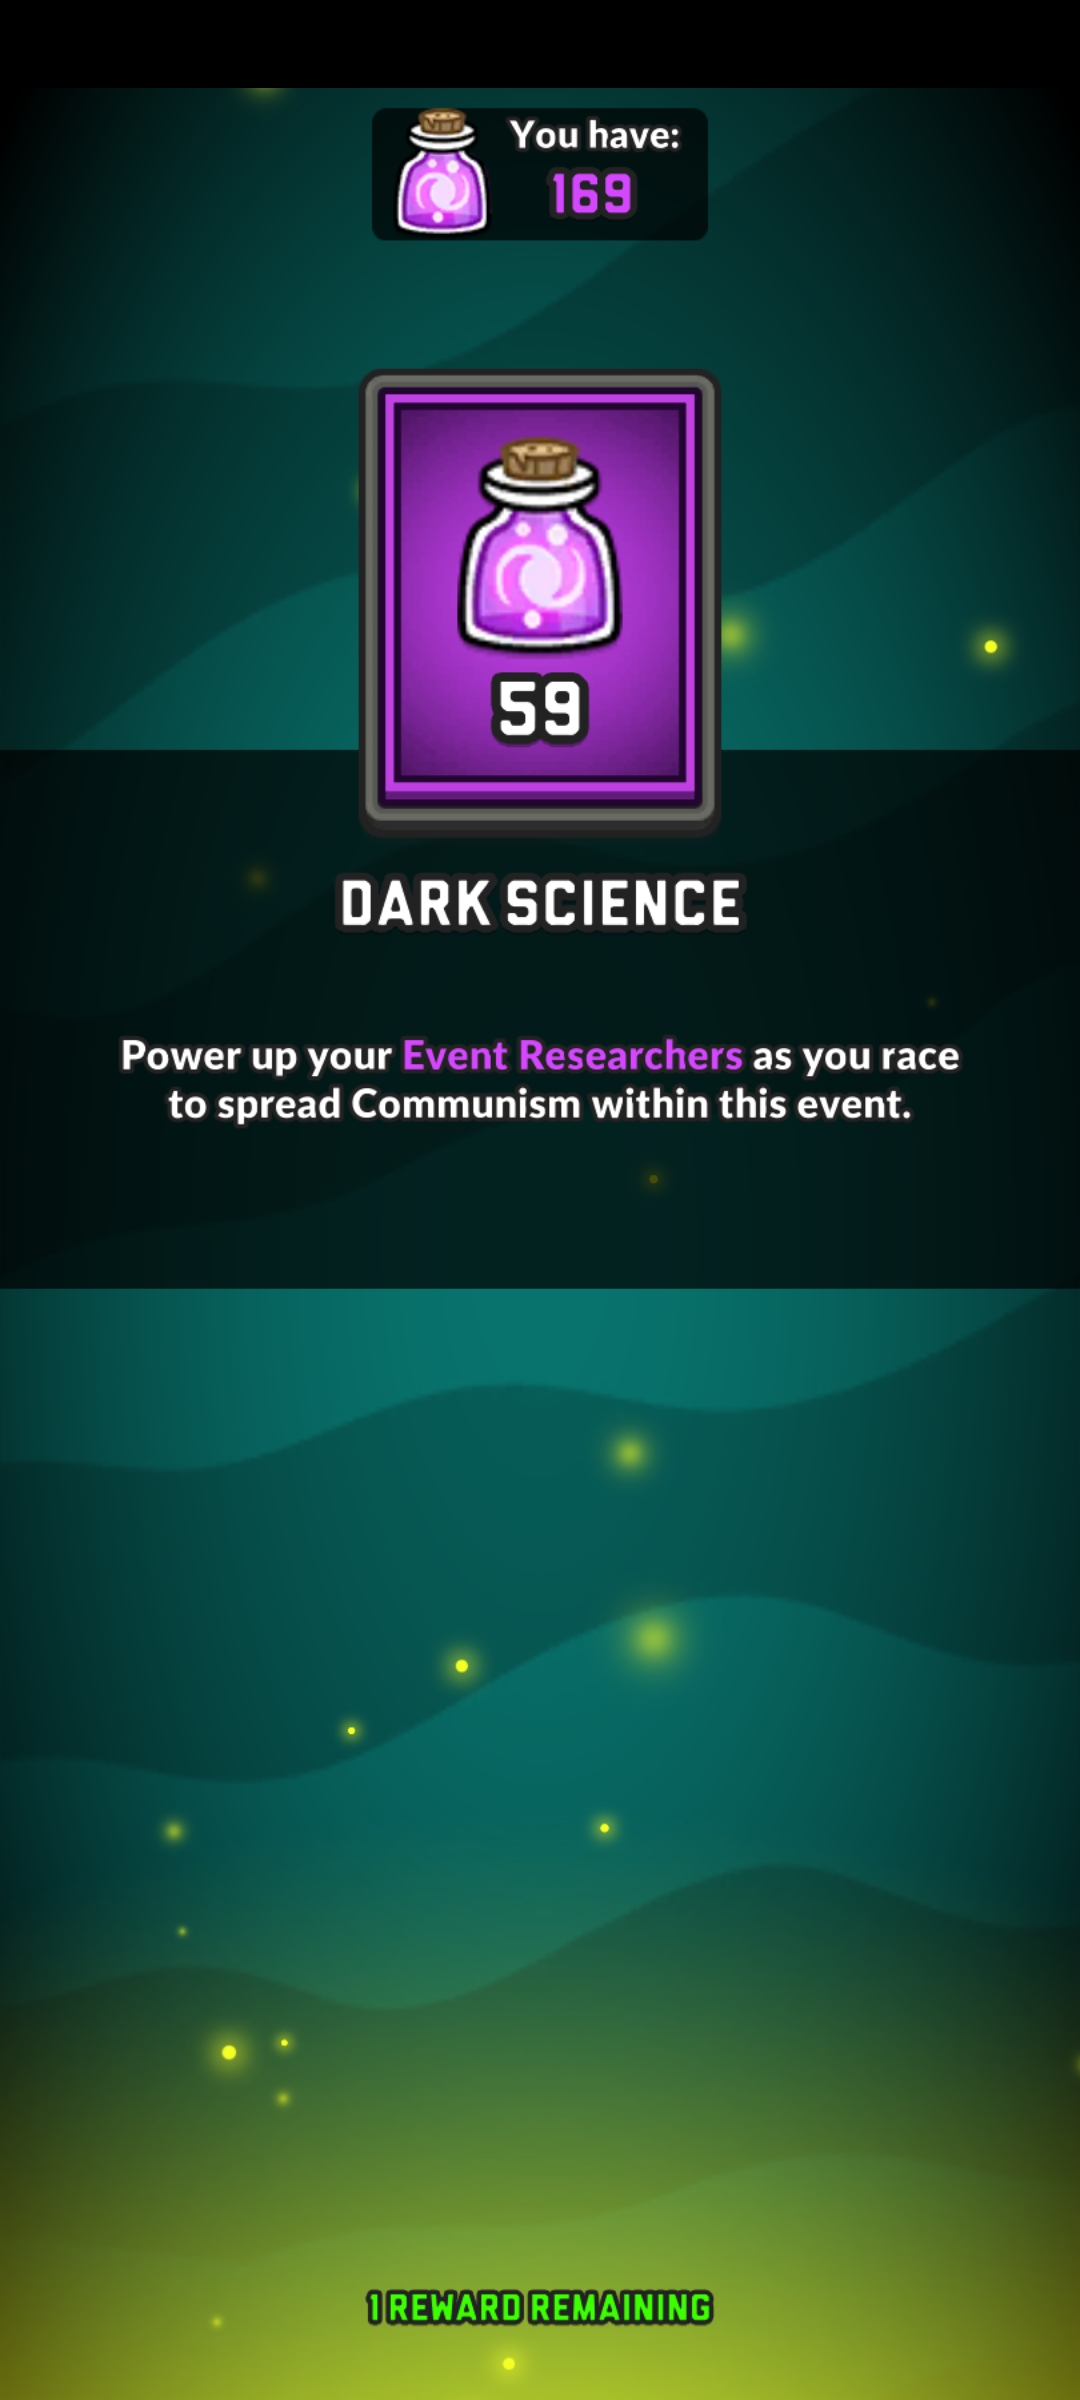 You have:
169
59
DARK SCIENCE
Power up your Event Researchers as you race
to spread Communism within this event.
1 REWARD REMAINING